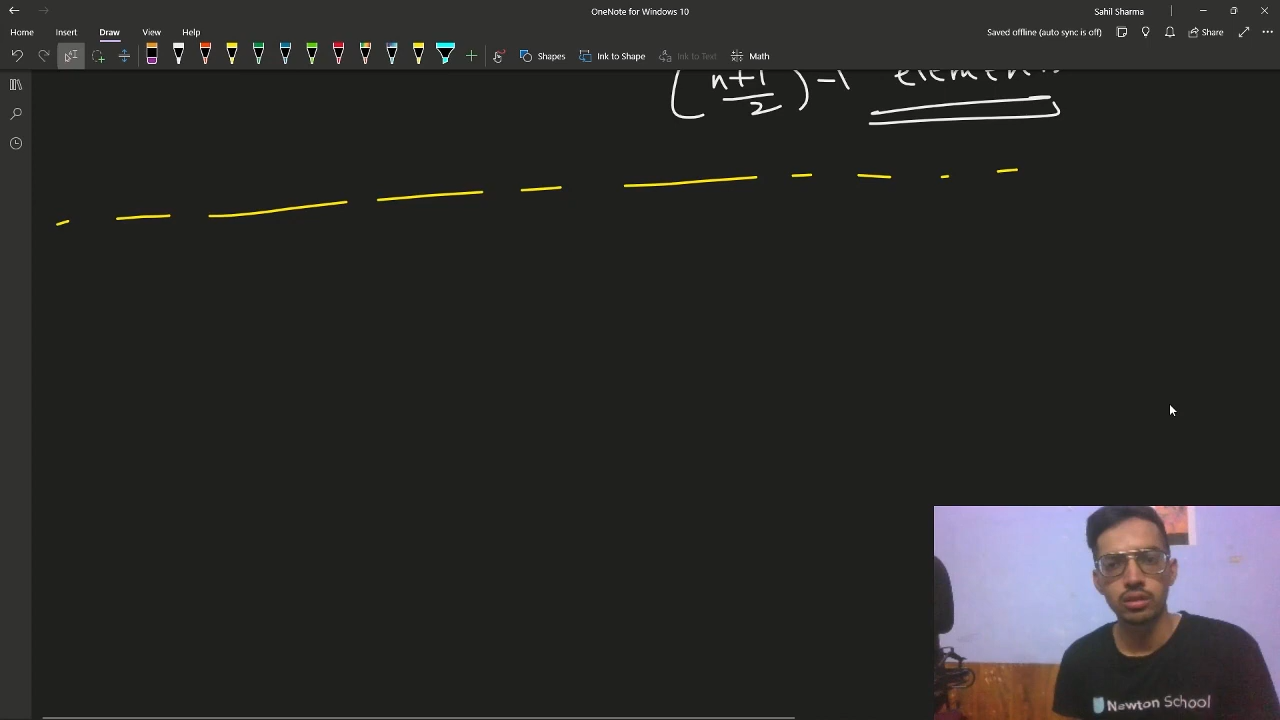 OneNote for Windows 10
Sahil Sharma
Home Insert Draw View Help
Saved offline (auto sync is off)
Share
Shapes
Ink to Shape
Ink to Text
Math
(n+1/2)-1 elements
Newton School